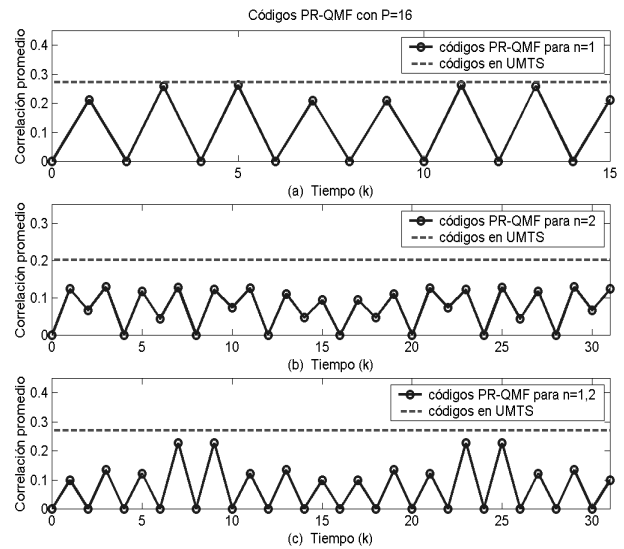 Códigos PR-QMF con P=16
Correlación promedio
0.4
0.3
0.2
0.1
0
códigos PR-QMF para n=1
códigos en UMTS
0 5 10 15
(a) Tiempo (k)
Correlación promedio
0.3
0.2
0.1
0
códigos PR-QMF para n=2
códigos en UMTS
0 5 10 15 20 25 30
(b) Tiempo (k)
Correlación promedio
0.4
0.3
0.2
0.1
0
códigos PR-QMF para n=1,2
códigos en UMTS
0 5 10 15 20 25 30
(c) Tiempo (k)